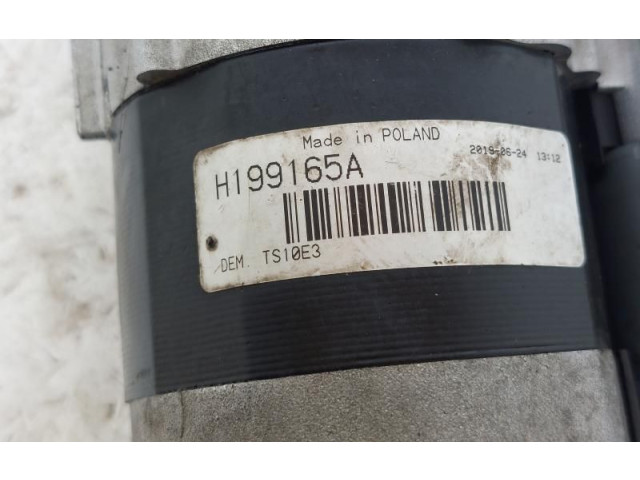 Made in POLAND
2019-06-24 13:12
H199165A
DEM. TS10E3